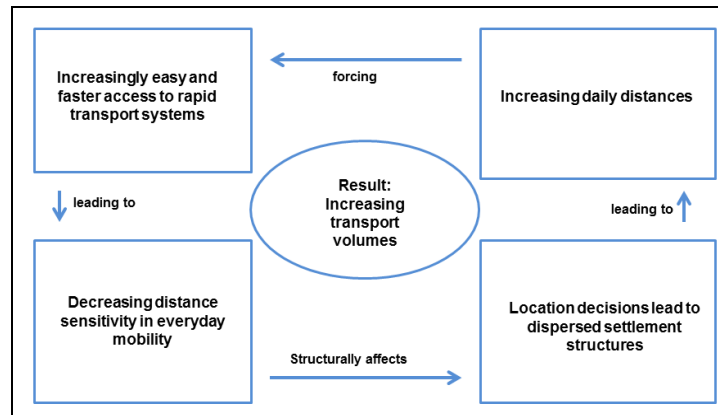 Increasingly easy and
faster access to rapid
transport systems
forcing
Increasing daily distances
leading to
Result:
Increasing
transport
volumes
leading to
Decreasing distance
sensitivity in everyday
mobility
Structurally affects
Location decisions lead to
dispersed settlement
structures